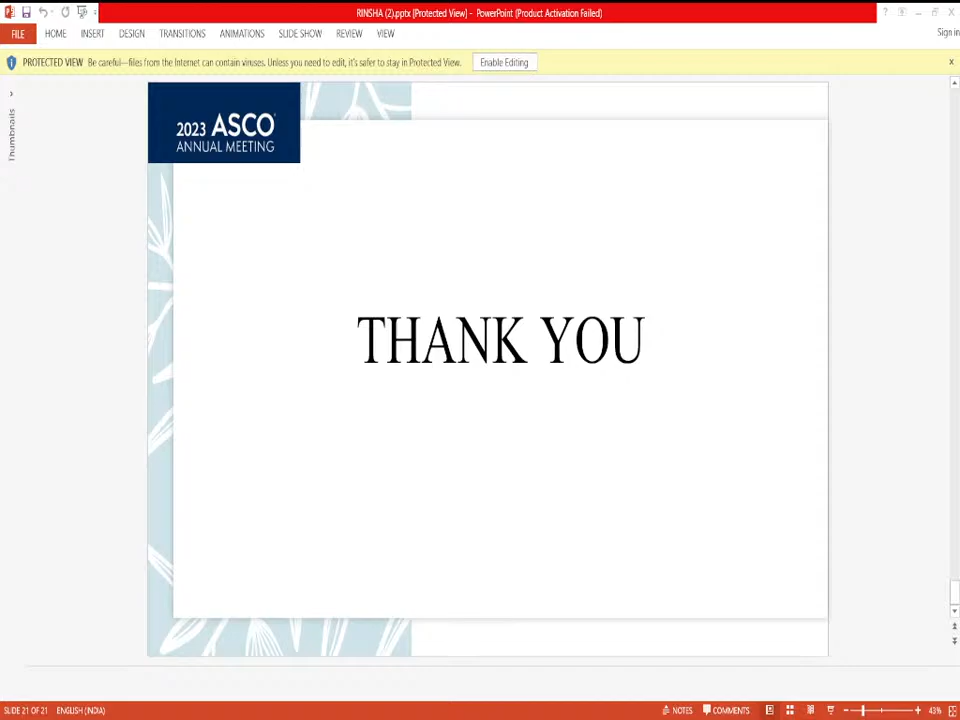 RINSHA (2).pptx [Protected View] - PowerPoint (Product Activation Failed)
FILE HOME INSERT DESIGN TRANSITIONS ANIMATIONS SLIDE SHOW REVIEW VIEW Sign in
PROTECTED VIEW Be careful—files from the Internet can contain viruses. Unless you need to edit, it's safer to stay in Protected View. Enable Editing
Thumbnails
2023 ASCO
ANNUAL MEETING
THANK YOU
SLIDE 21 OF 21 ENGLISH (INDIA) NOTES COMMENTS 43%